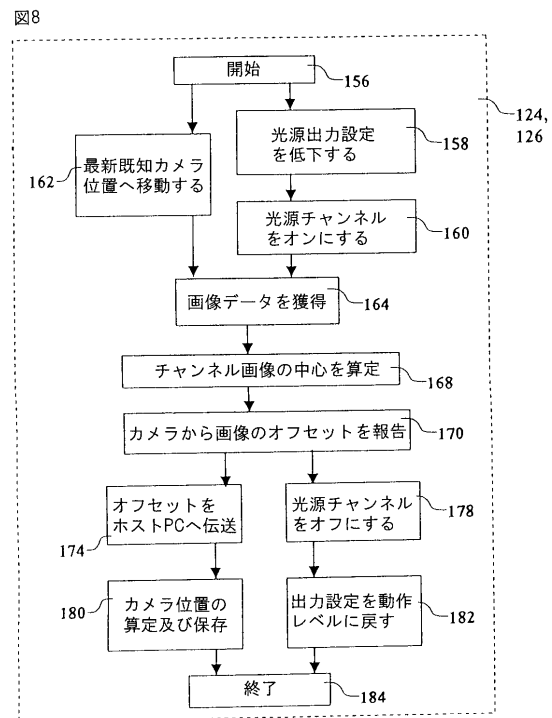 図8
開始
156
124,
126
光源出力設定
を低下する
158
162
最新既知カメラ
位置へ移動する
光源チャンネル
をオンにする
160
画像データを獲得
164
チャンネル画像の中心を算定
168
カメラから画像のオフセットを報告
170
オフセットを
ホストPCへ伝送
174
光源チャンネル
をオフにする
178
180
カメラ位置の
算定及び保存
出力設定を動作
レベルに戻す
182
終了
184